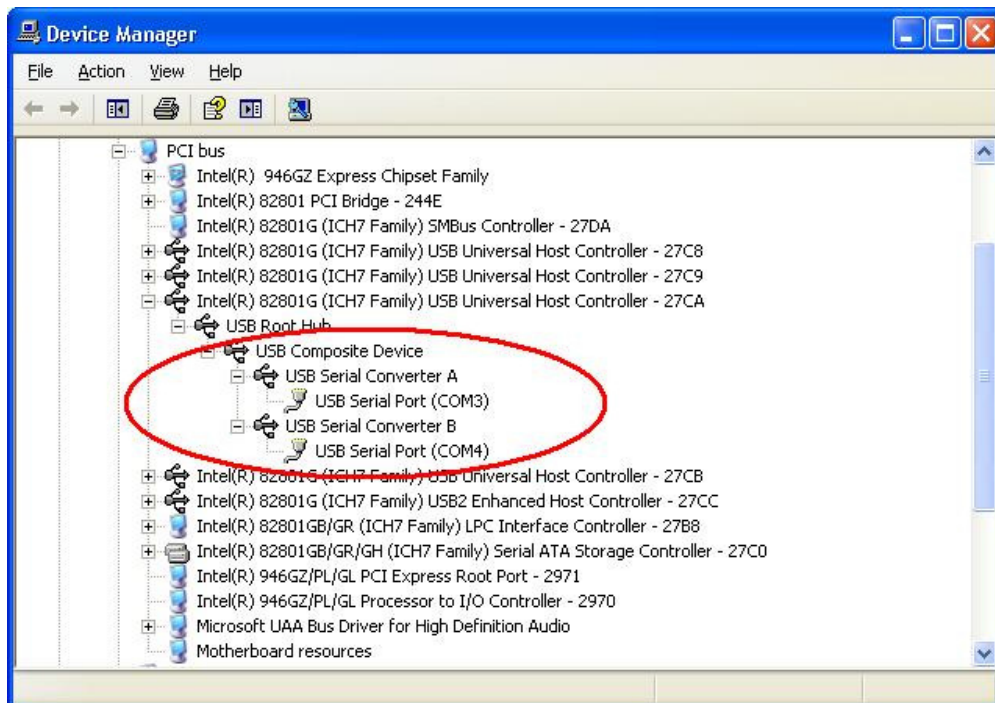 Device Manager
File Action View Help
PCI bus
Intel(R) 946GZ Express Chipset Family
Intel(R) 82801 PCI Bridge - 244E
Intel(R) 82801G (ICH7 Family) SMBus Controller - 27DA
Intel(R) 82801G (ICH7 Family) USB Universal Host Controller - 27C8
Intel(R) 82801G (ICH7 Family) USB Universal Host Controller - 27C9
Intel(R) 82801G (ICH7 Family) USB Universal Host Controller - 27CA
USB Root Hub
USB Composite Device
USB Serial Converter A
USB Serial Port (COM3)
USB Serial Converter B
USB Serial Port (COM4)
Intel(R) 82801G (ICH7 Family) USB Universal Host Controller - 27CB
Intel(R) 82801G (ICH7 Family) USB2 Enhanced Host Controller - 27CC
Intel(R) 82801GB/GR (ICH7 Family) LPC Interface Controller - 27B8
Intel(R) 82801GB/GR/GH (ICH7 Family) Serial ATA Storage Controller - 27C0
Intel(R) 946GZ/PL/GL PCI Express Root Port - 2971
Intel(R) 946GZ/PL/GL Processor to I/O Controller - 2970
Microsoft UAA Bus Driver for High Definition Audio
Motherboard resources